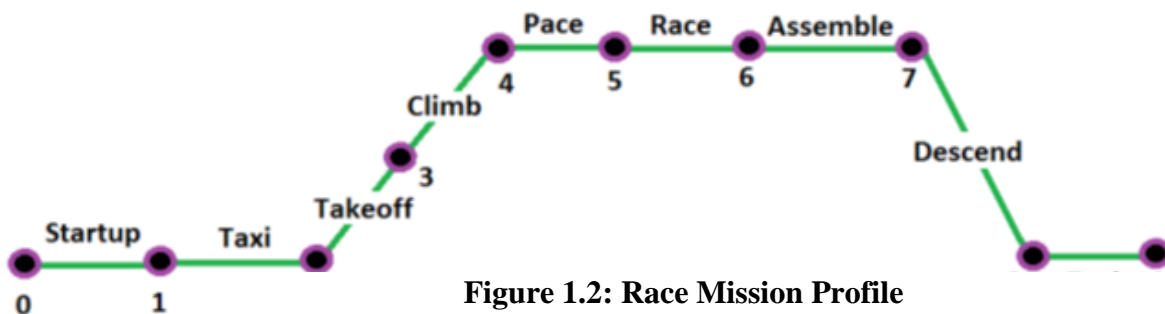 Pace Race Assemble
4 5 6 7
Climb
Descend
3
Takeoff
Startup Taxi
0 1
Figure 1.2: Race Mission Profile